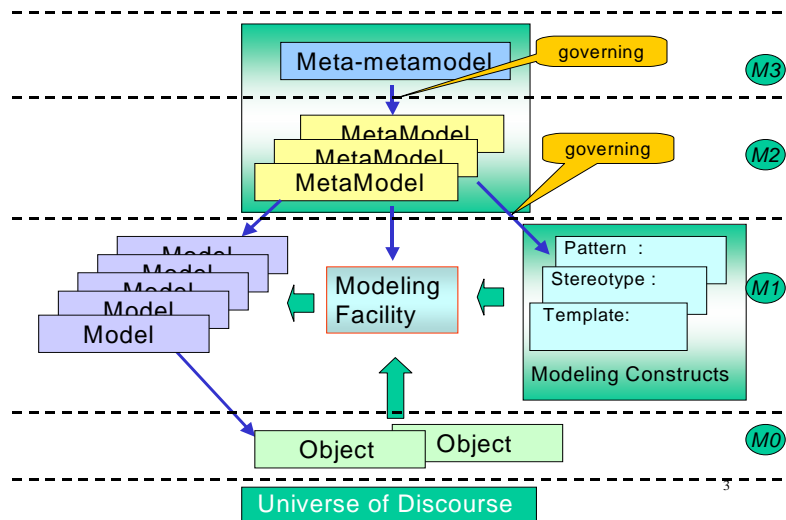 Meta-metamodel
governing
M3
MetaModel
MetaModel
MetaModel
governing
M2
Model
Model
Model
Model
Model
Modeling
Facility
Pattern :
Stereotype :
Template:
Modeling Constructs
M1
Object
Object
M0
3
Universe of Discourse